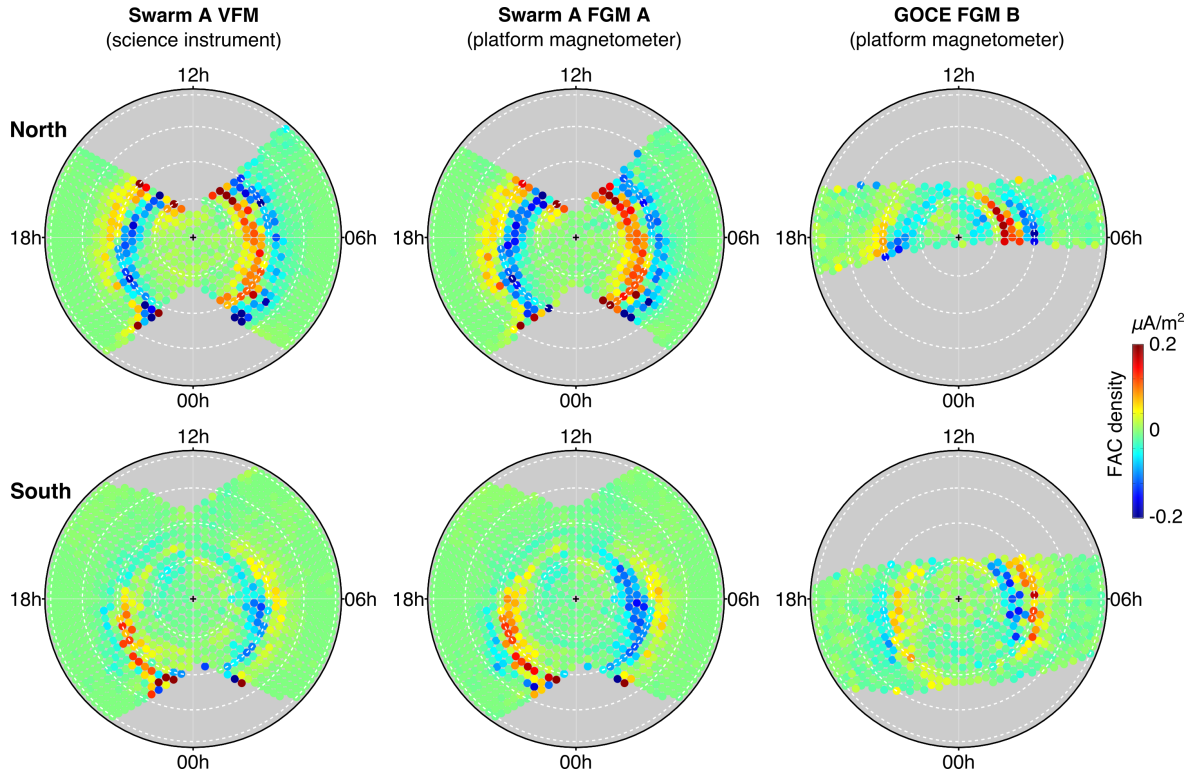 Swarm A VFM
(science instrument)
Swarm A FGM A
(platform magnetometer)
GOCE FGM B
(platform magnetometer)
North
12h
12h
12h
18h
06h
18h
06h
18h
06h
00h
00h
00h
µA/m²
0.2
0
-0.2
FAC density
South
12h
12h
12h
18h
06h
18h
06h
18h
06h
00h
00h
00h